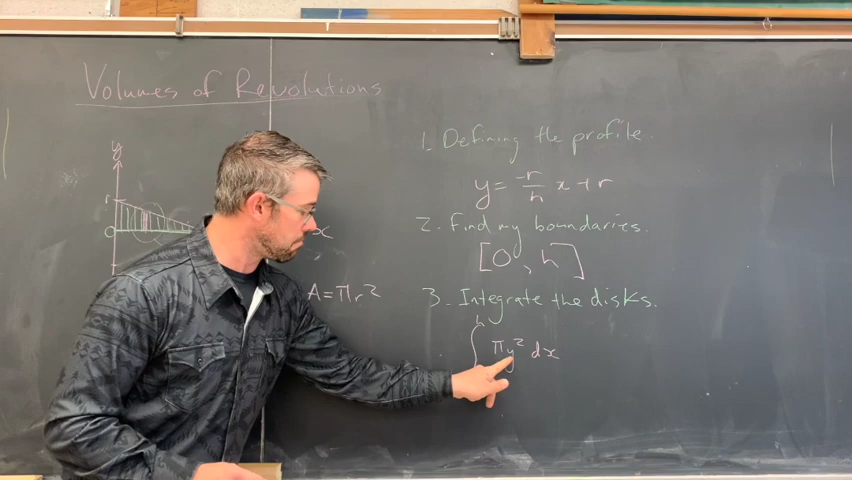 Volumes of Revolutions
y
r
0
x
A = πr²
1. Defining the profile.
y = -r/h x + r
2. Find my boundaries.
[0, h]
3. Integrate the disks.
h
∫ πy² dx